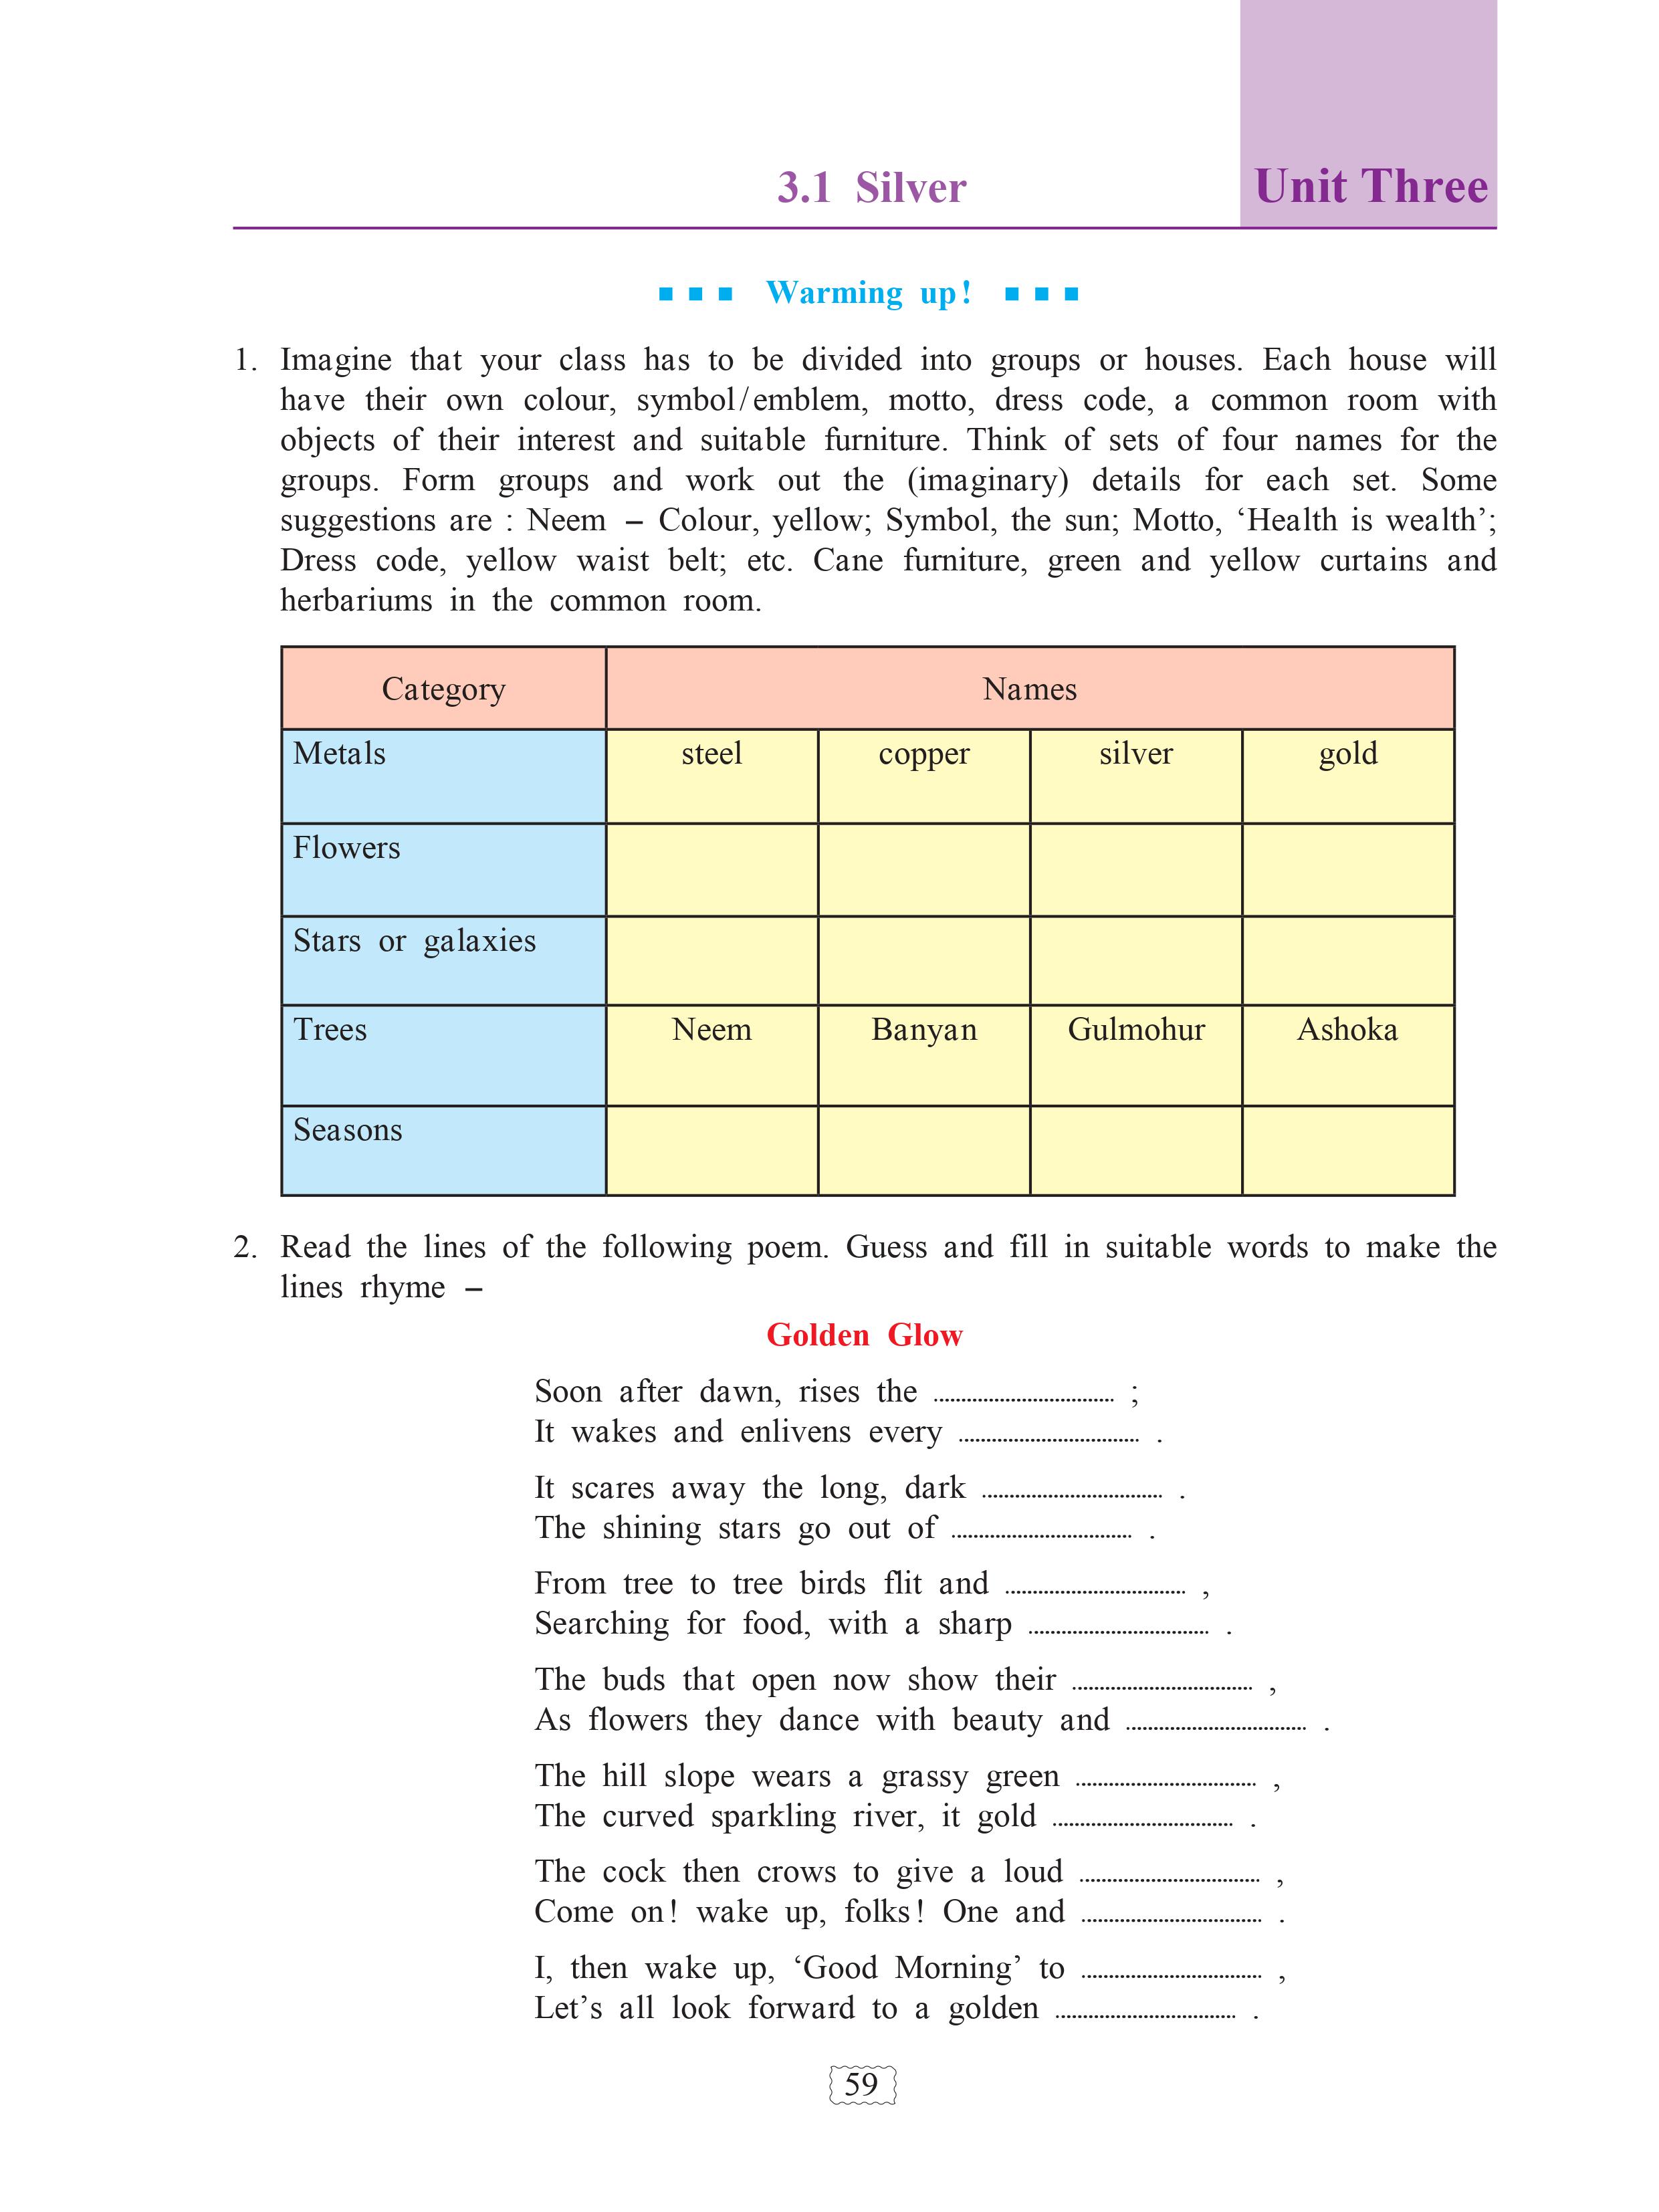 3.1 Silver
Unit Three
Warming up!
1. Imagine that your class has to be divided into groups or houses. Each house will
have their own colour, symbol/emblem, motto, dress code, a common room with
objects of their interest and suitable furniture. Think of sets of four names for the
groups. Form groups and work out the (imaginary) details for each set. Some
suggestions are : Neem – Colour, yellow; Symbol, the sun; Motto, ‘Health is wealth’;
Dress code, yellow waist belt; etc. Cane furniture, green and yellow curtains and
herbariums in the common room.
Category Names
Metals steel copper silver gold
Flowers
Stars or galaxies
Trees Neem Banyan Gulmohur Ashoka
Seasons
2. Read the lines of the following poem. Guess and fill in suitable words to make the
lines rhyme –
Golden Glow
Soon after dawn, rises the ................................. ;
It wakes and enlivens every ................................. .
It scares away the long, dark ................................. .
The shining stars go out of ................................. .
From tree to tree birds flit and ................................. ,
Searching for food, with a sharp ................................. .
The buds that open now show their ................................. ,
As flowers they dance with beauty and ................................. .
The hill slope wears a grassy green ................................. ,
The curved sparkling river, it gold ................................. .
The cock then crows to give a loud ................................. ,
Come on! wake up, folks! One and ................................. .
I, then wake up, ‘Good Morning’ to ................................. ,
Let’s all look forward to a golden ................................. .
59